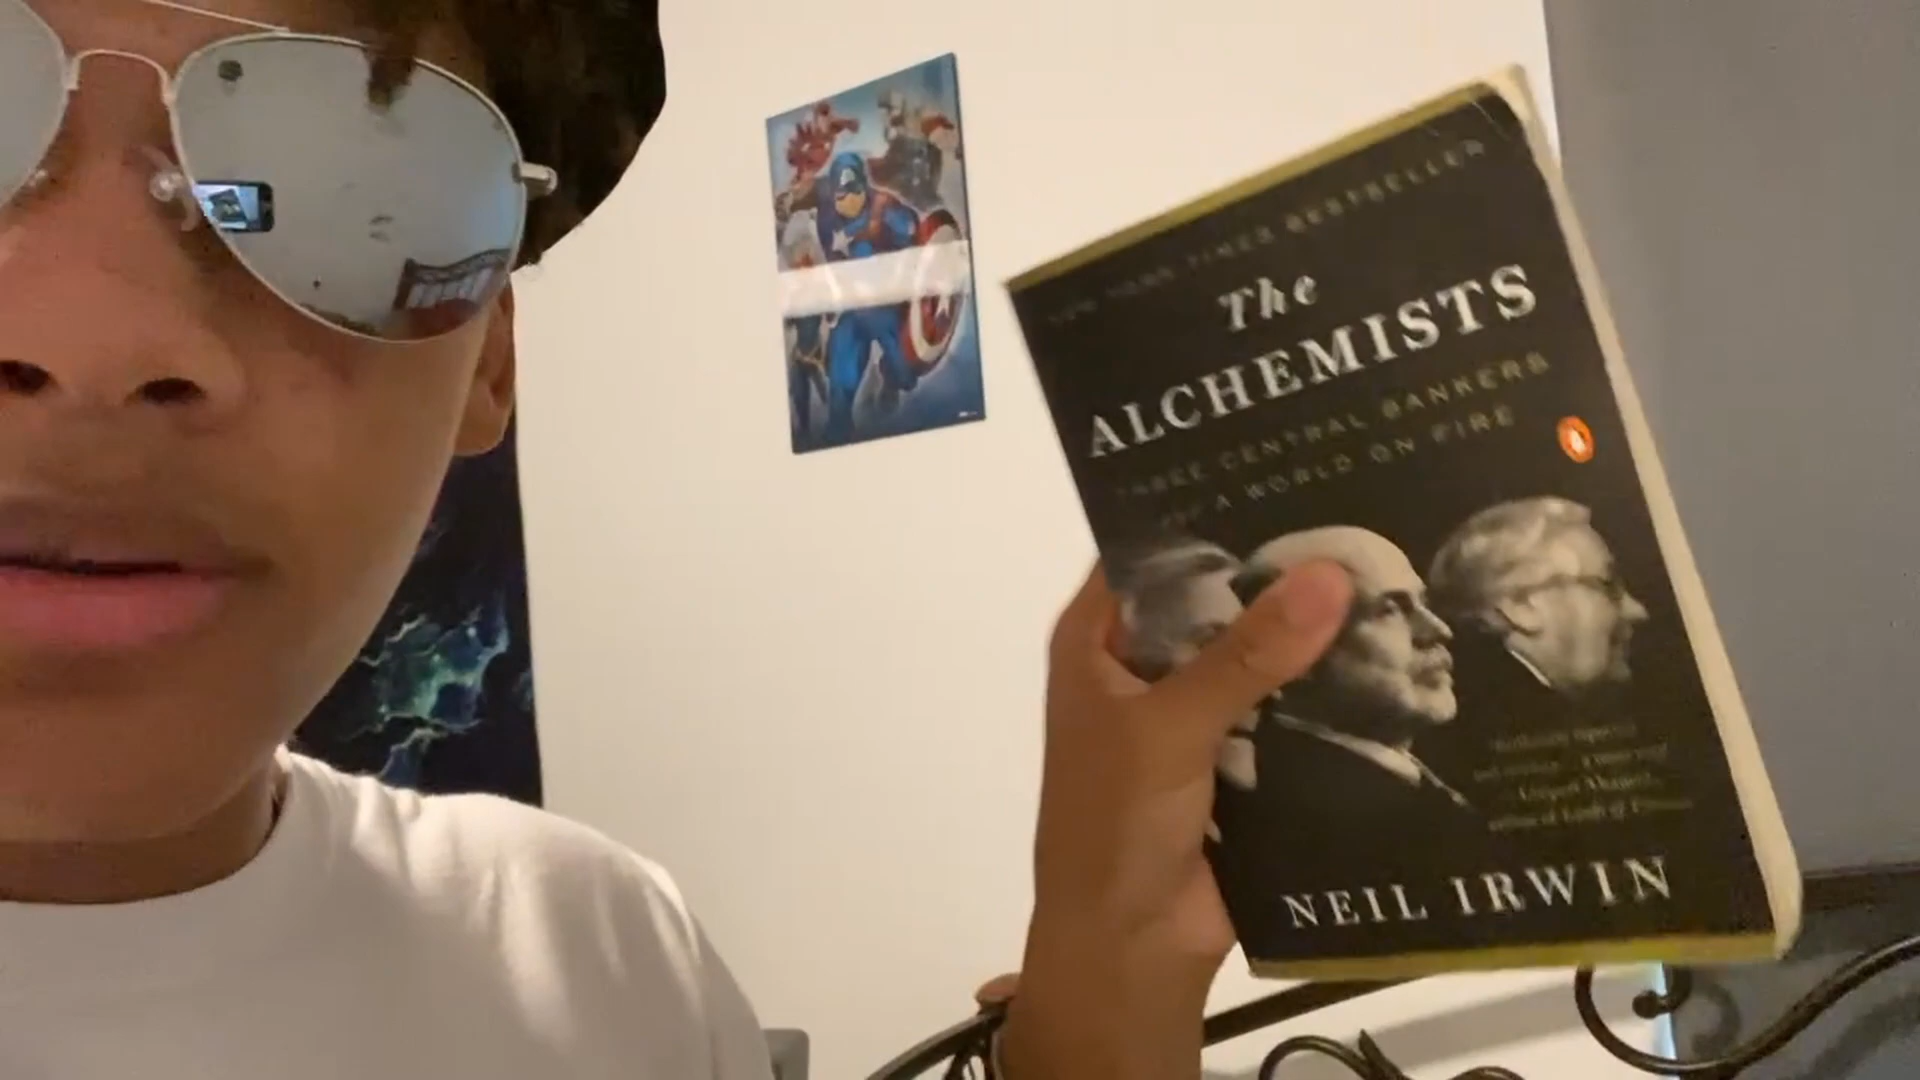 NEW YORK TIMES BESTSELLER
The
ALCHEMISTS
THREE CENTRAL BANKERS
AND A WORLD ON FIRE
NEIL IRWIN